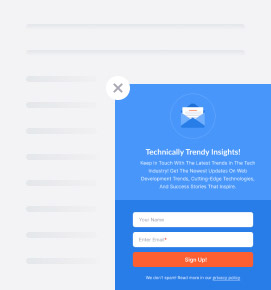 Technically Trendy Insights!
Keep'n Touch With The Latest Trends in The Tech
Industry! Get The Newest Updates On Web
Development Trends, Cutting-Edge Technologies,
And Success Stories That Inspire.
Your Name
Enter Email*
Sign Up!
We don't spam! Read more in our privacy policy